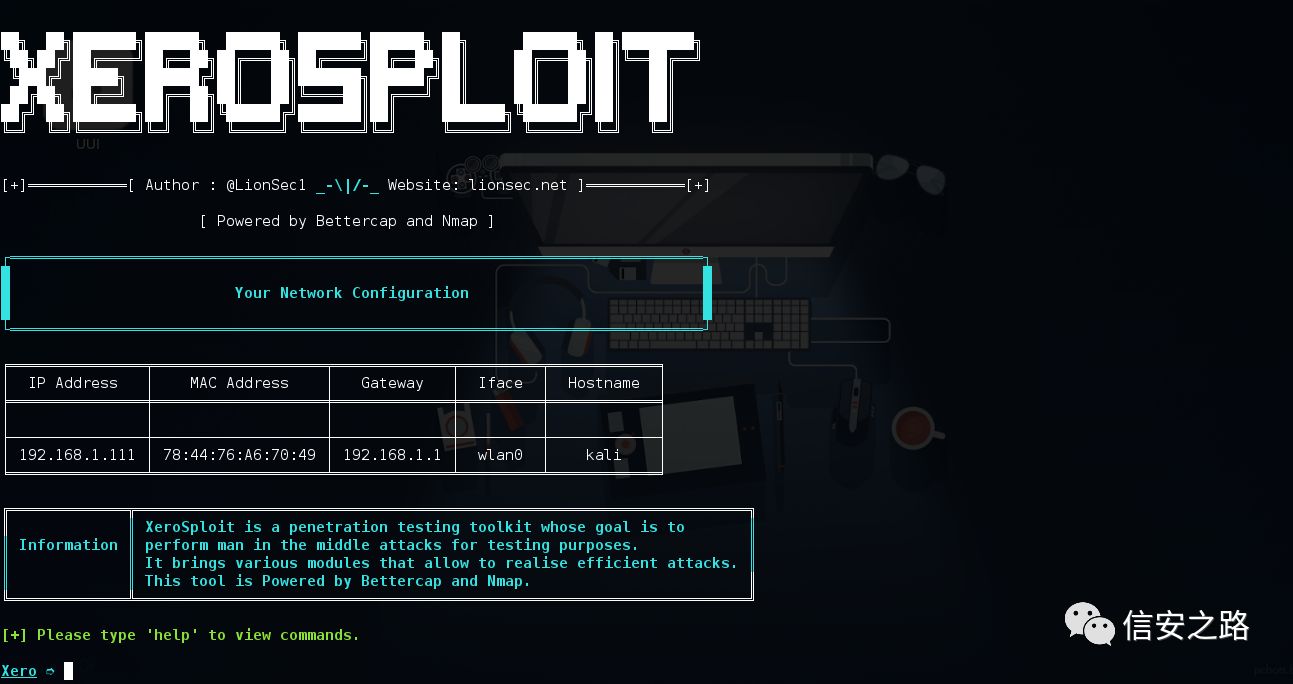 XEROSPLOIT
UUI
[+]═══════════[ Author : @LionSec1 _-\|/-_ Website: lionsec.net ]═══════════[+]
[ Powered by Bettercap and Nmap ]
Your Network Configuration
IP Address MAC Address Gateway Iface Hostname
192.168.1.111 78:44:76:A6:70:49 192.168.1.1 wlan0 kali
Information
XeroSploit is a penetration testing toolkit whose goal is to
perform man in the middle attacks for testing purposes.
It brings various modules that allow to realise efficient attacks.
This tool is Powered by Bettercap and Nmap.
[+] Please type 'help' to view commands.
信安之路
Xero ➮